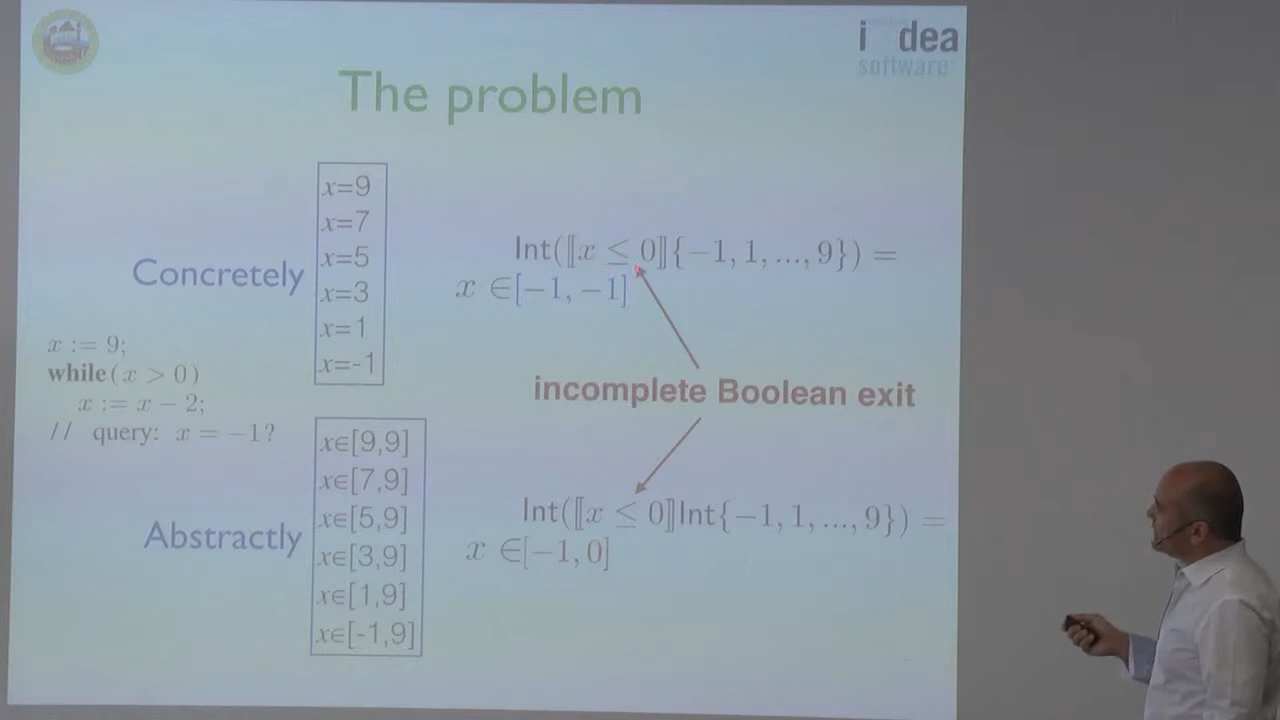 i dea
software
The problem
x=9
x=7
x=5
x=3
x=1
x=-1
Concretely
Int(⟦x ≤ 0⟧{−1, 1, ..., 9}) =
x ∈[−1, −1]
x := 9;
while(x > 0)
x := x − 2;
// query: x = −1?
incomplete Boolean exit
x∈[9,9]
x∈[7,9]
x∈[5,9]
x∈[3,9]
x∈[1,9]
x∈[-1,9]
Abstractly
Int(⟦x ≤ 0⟧Int{−1, 1, ..., 9}) =
x ∈[−1, 0]